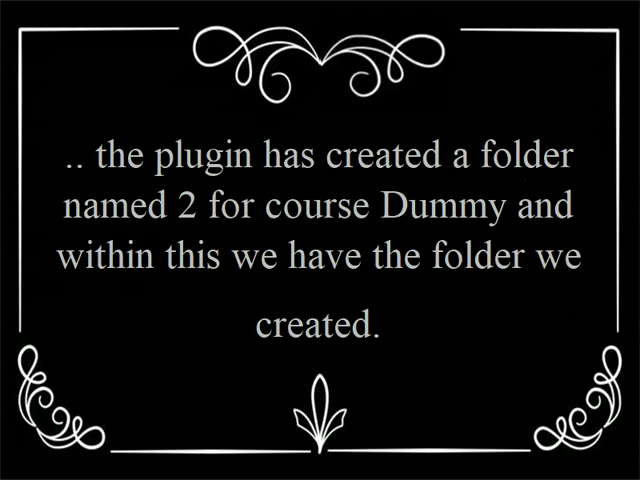 .. the plugin has created a folder
named 2 for course Dummy and
within this we have the folder we
created.